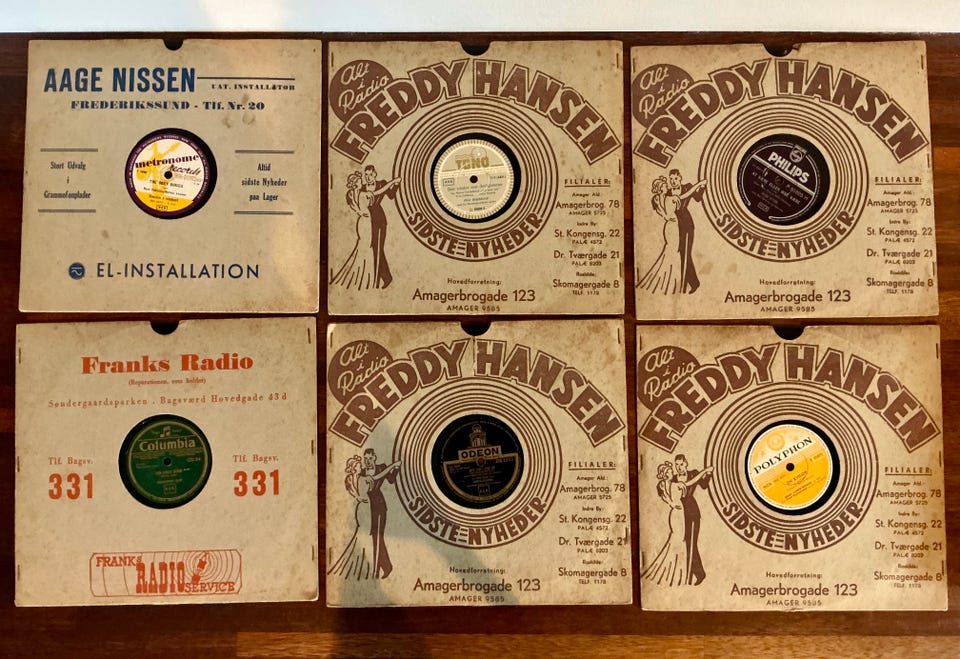 AAGE NISSEN
UAT. INSTALLATØR
FREDERIKSSUND - Tlf. Nr. 20
Stort Udvalg
i
Grammofonplader
Altid
sidste Nyheder
paa Lager
metronome
records
EL-INSTALLATION
Alt
i
Radio
FREDDY HANSEN
TONO
SIDSTE NYHEDER
FILIALER:
Amager Afd.:
Amagerbrog. 78
AMAGER 5725
Indre By:
St. Kongensg. 22
PALÆ 4572
Dr. Tværgade 21
PALÆ 8203
Roskilde:
Skomagergade 8
TELF. 1178
Hovedforretning:
Amagerbrogade 123
AMAGER 9585
Alt
i
Radio
FREDDY HANSEN
PHILIPS
SIDSTE NYHEDER
FILIALER:
Amager Afd.:
Amagerbrog. 78
AMAGER 5725
Indre By:
St. Kongensg. 22
PALÆ 4572
Dr. Tværgade 21
PALÆ 8203
Roskilde:
Skomagergade 8
TELF. 1178
Hovedforretning:
Amagerbrogade 123
AMAGER 9585
Franks Radio
(Reparationen, som holder)
Søndergaardsparken . Bagsværd Hovedgade 43 d
Tlf. Bagsv.
331
Tlf. Bagsv.
331
Columbia
FRANKS
RADIO
SERVICE
Alt
i
Radio
FREDDY HANSEN
ODEON
SIDSTE NYHEDER
FILIALER:
Amager Afd.:
Amagerbrog. 78
AMAGER 5725
Indre By:
St. Kongensg. 22
PALÆ 4572
Dr. Tværgade 21
PALÆ 8203
Roskilde:
Skomagergade 8
TELF. 1178
Hovedforretning:
Amagerbrogade 123
AMAGER 9585
Alt
i
Radio
FREDDY HANSEN
POLYPHON
SIDSTE NYHEDER
FILIALER:
Amager Afd.:
Amagerbrog. 78
AMAGER 5725
Indre By:
St. Kongensg. 22
PALÆ 4572
Dr. Tværgade 21
PALÆ 8203
Roskilde:
Skomagergade 8
TELF. 1178
Hovedforretning:
Amagerbrogade 123
AMAGER 9585